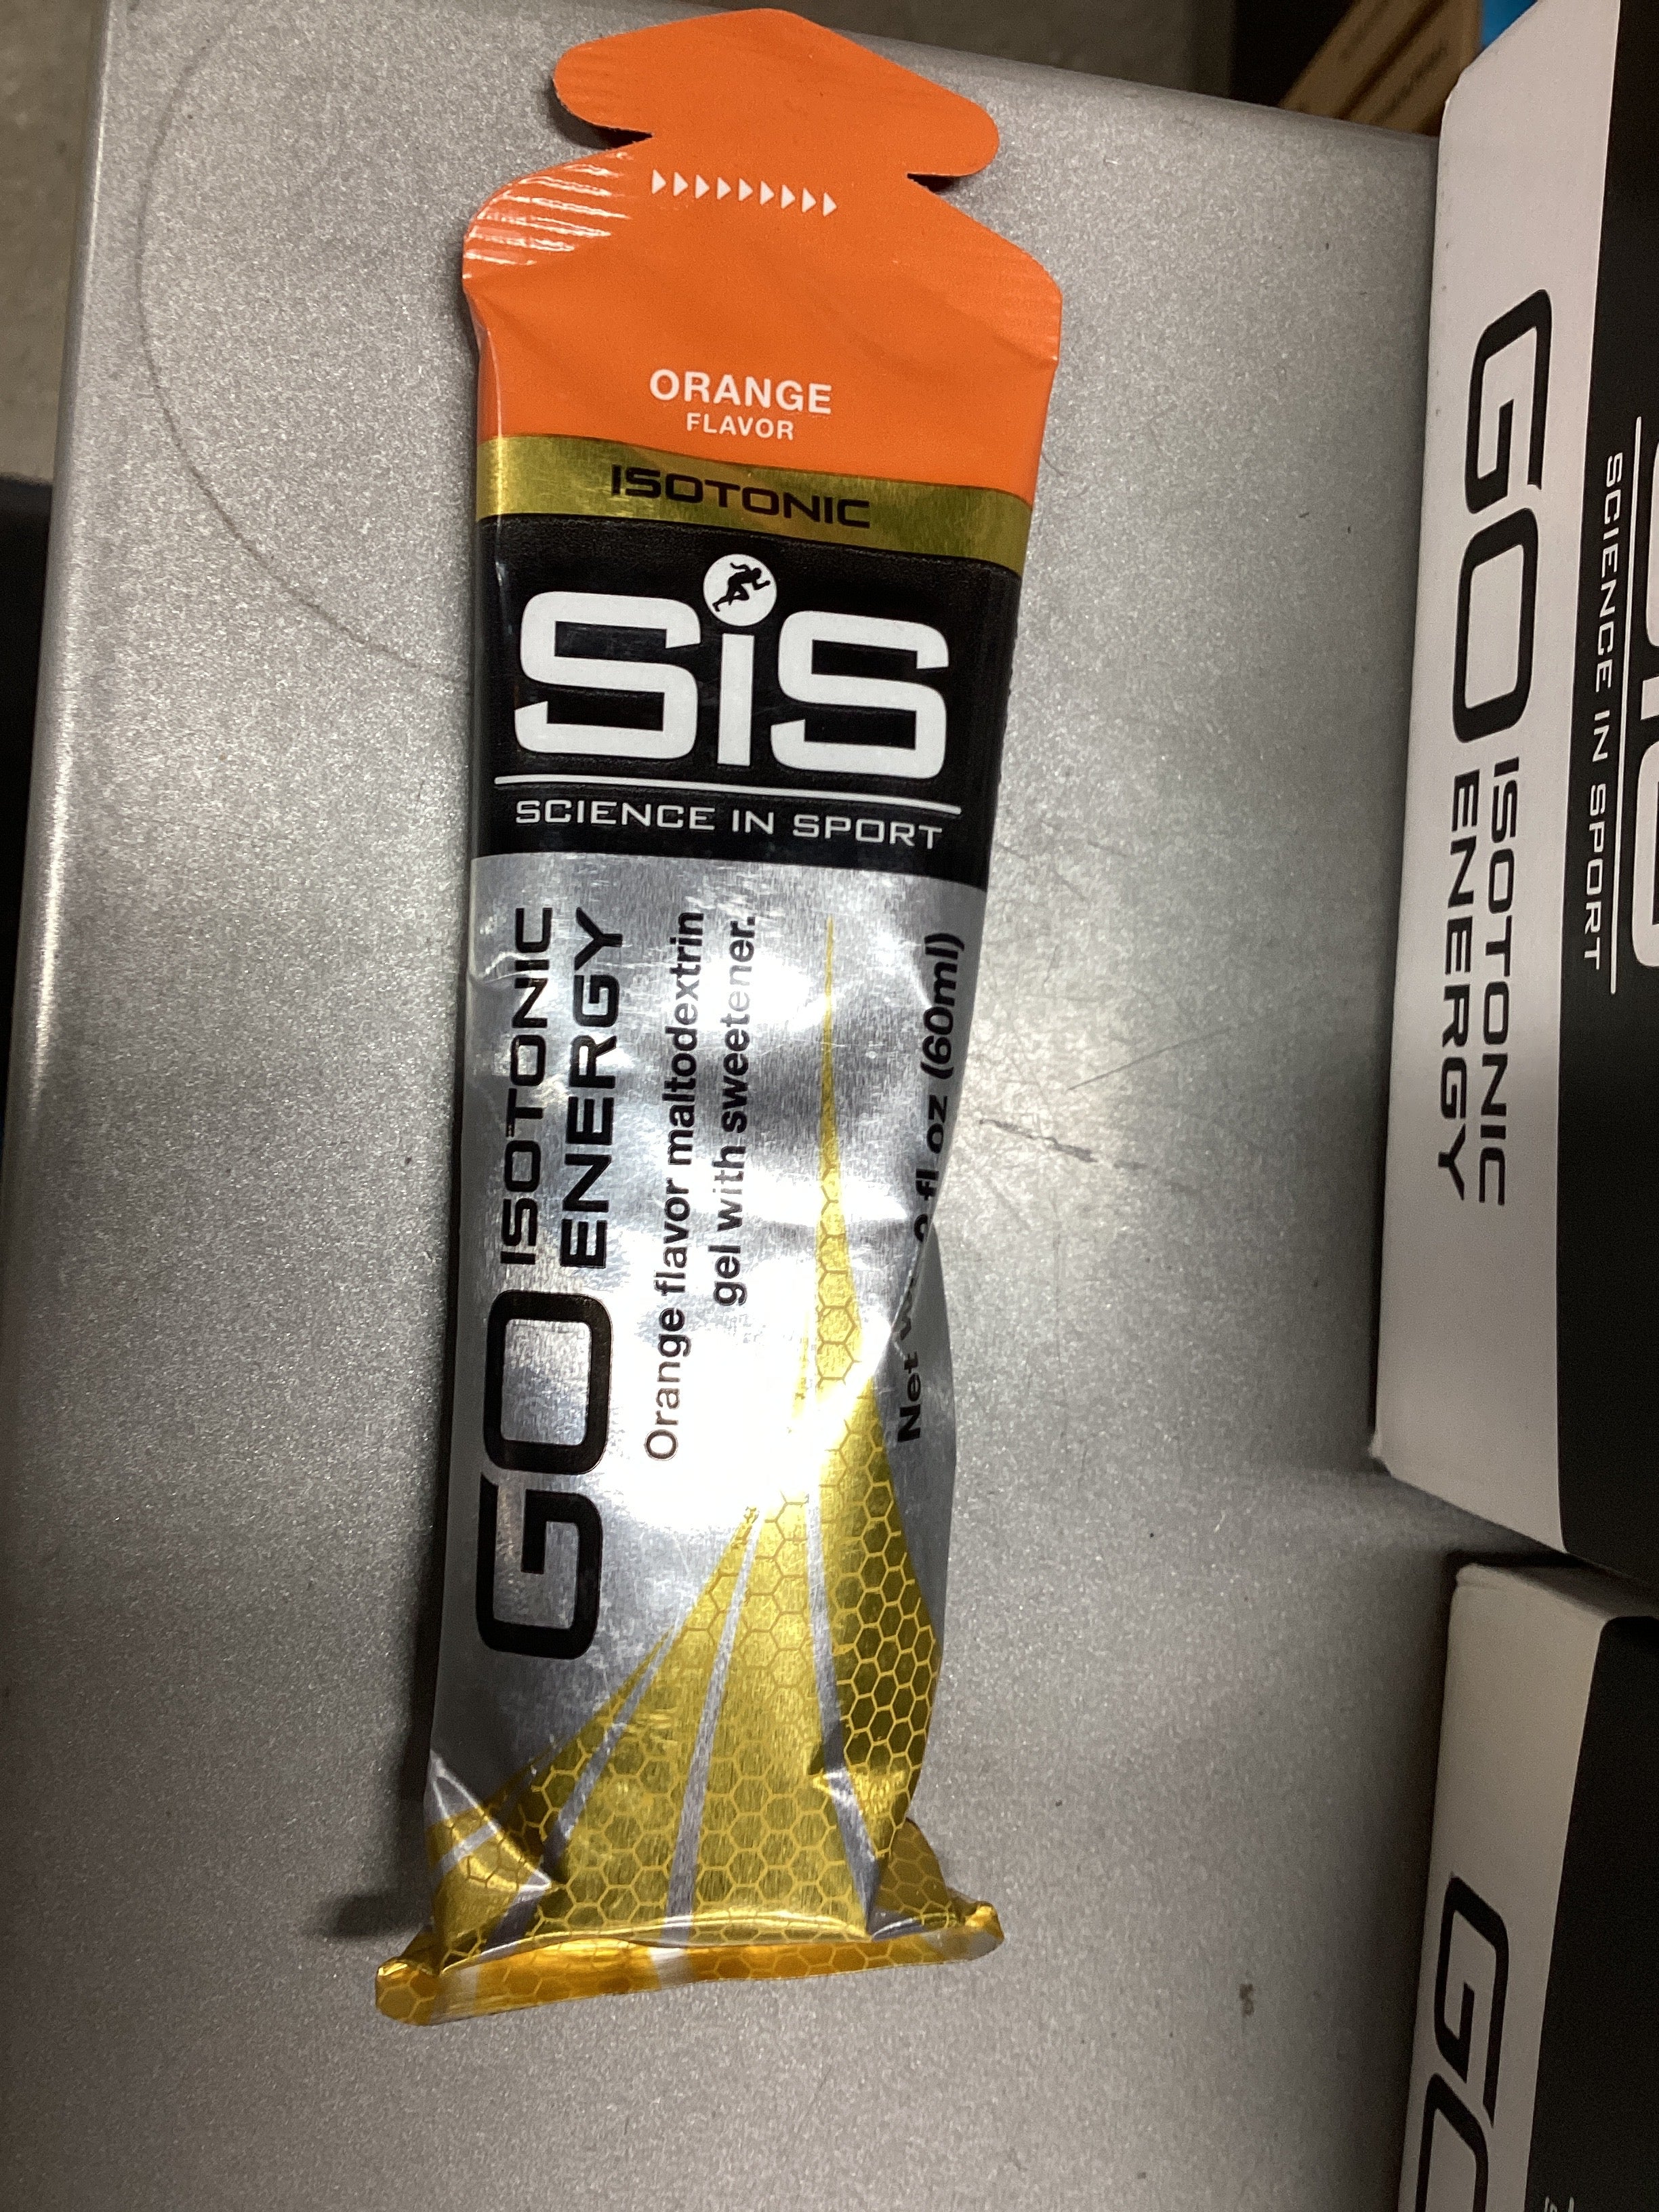 ORANGE
FLAVOR
ISOTONIC
SiS
SCIENCE IN SPORT
GO ISOTONIC
ENERGY
Orange flavor maltodextrin
gel with sweetener.
Net fl oz (60ml)
GO ISOTONIC
ENERGY
SCIENCE IN SPORT
GO